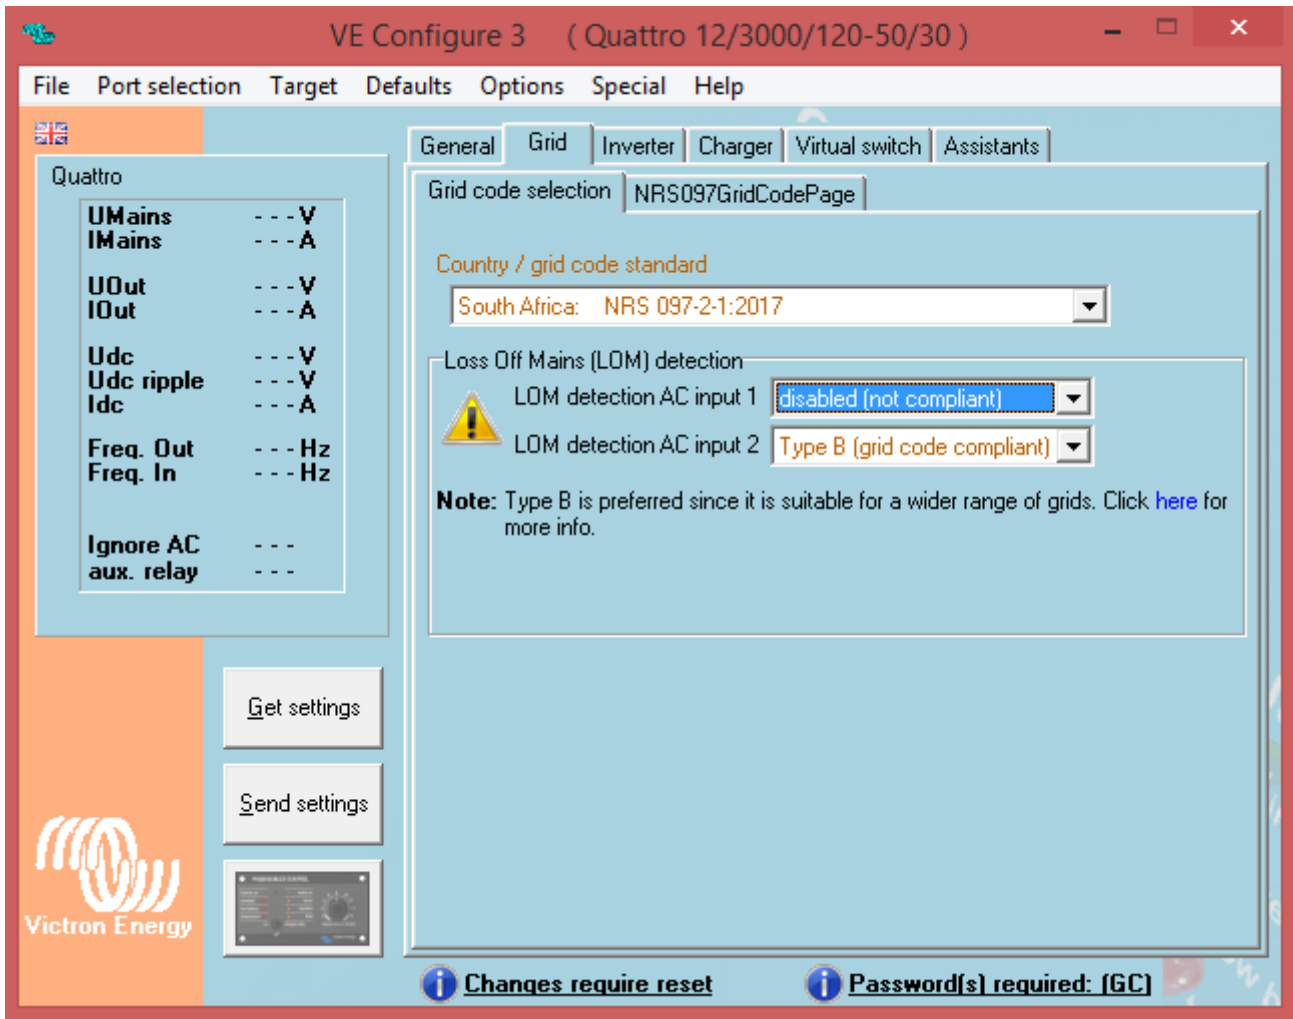 VE Configure 3 ( Quattro 12/3000/120-50/30 )
File Port selection Target Defaults Options Special Help
General Grid Inverter Charger Virtual switch Assistants
Grid code selection NRS097GridCodePage
Quattro
UMains - - - V
IMains - - - A
UOut - - - V
IOut - - - A
Udc - - - V
Udc ripple - - - V
Idc - - - A
Freq. Out - - - Hz
Freq. In - - - Hz
Ignore AC - - -
aux. relay - - -
Country / grid code standard
South Africa: NRS 097-2-1:2017
Loss Off Mains (LOM) detection
LOM detection AC input 1 disabled (not compliant)
LOM detection AC input 2 Type B (grid code compliant)
Note: Type B is preferred since it is suitable for a wider range of grids. Click here for
more info.
Get settings
Send settings
Victron Energy
Changes require reset Password(s) required: (GC)